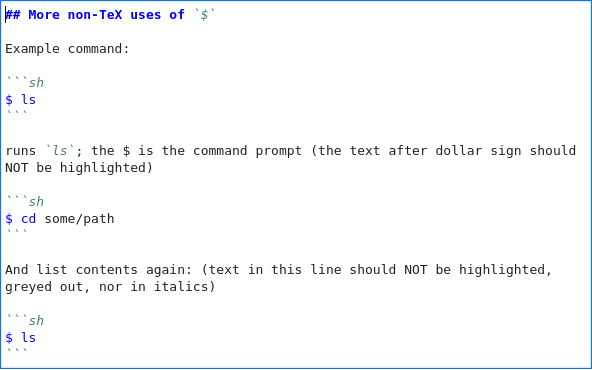 ## More non-TeX uses of `$`
Example command:
```sh
$ ls
```
runs `ls`; the $ is the command prompt (the text after dollar sign should
NOT be highlighted)
```sh
$ cd some/path
```
And list contents again: (text in this line should NOT be highlighted,
greyed out, nor in italics)
```sh
$ ls
```